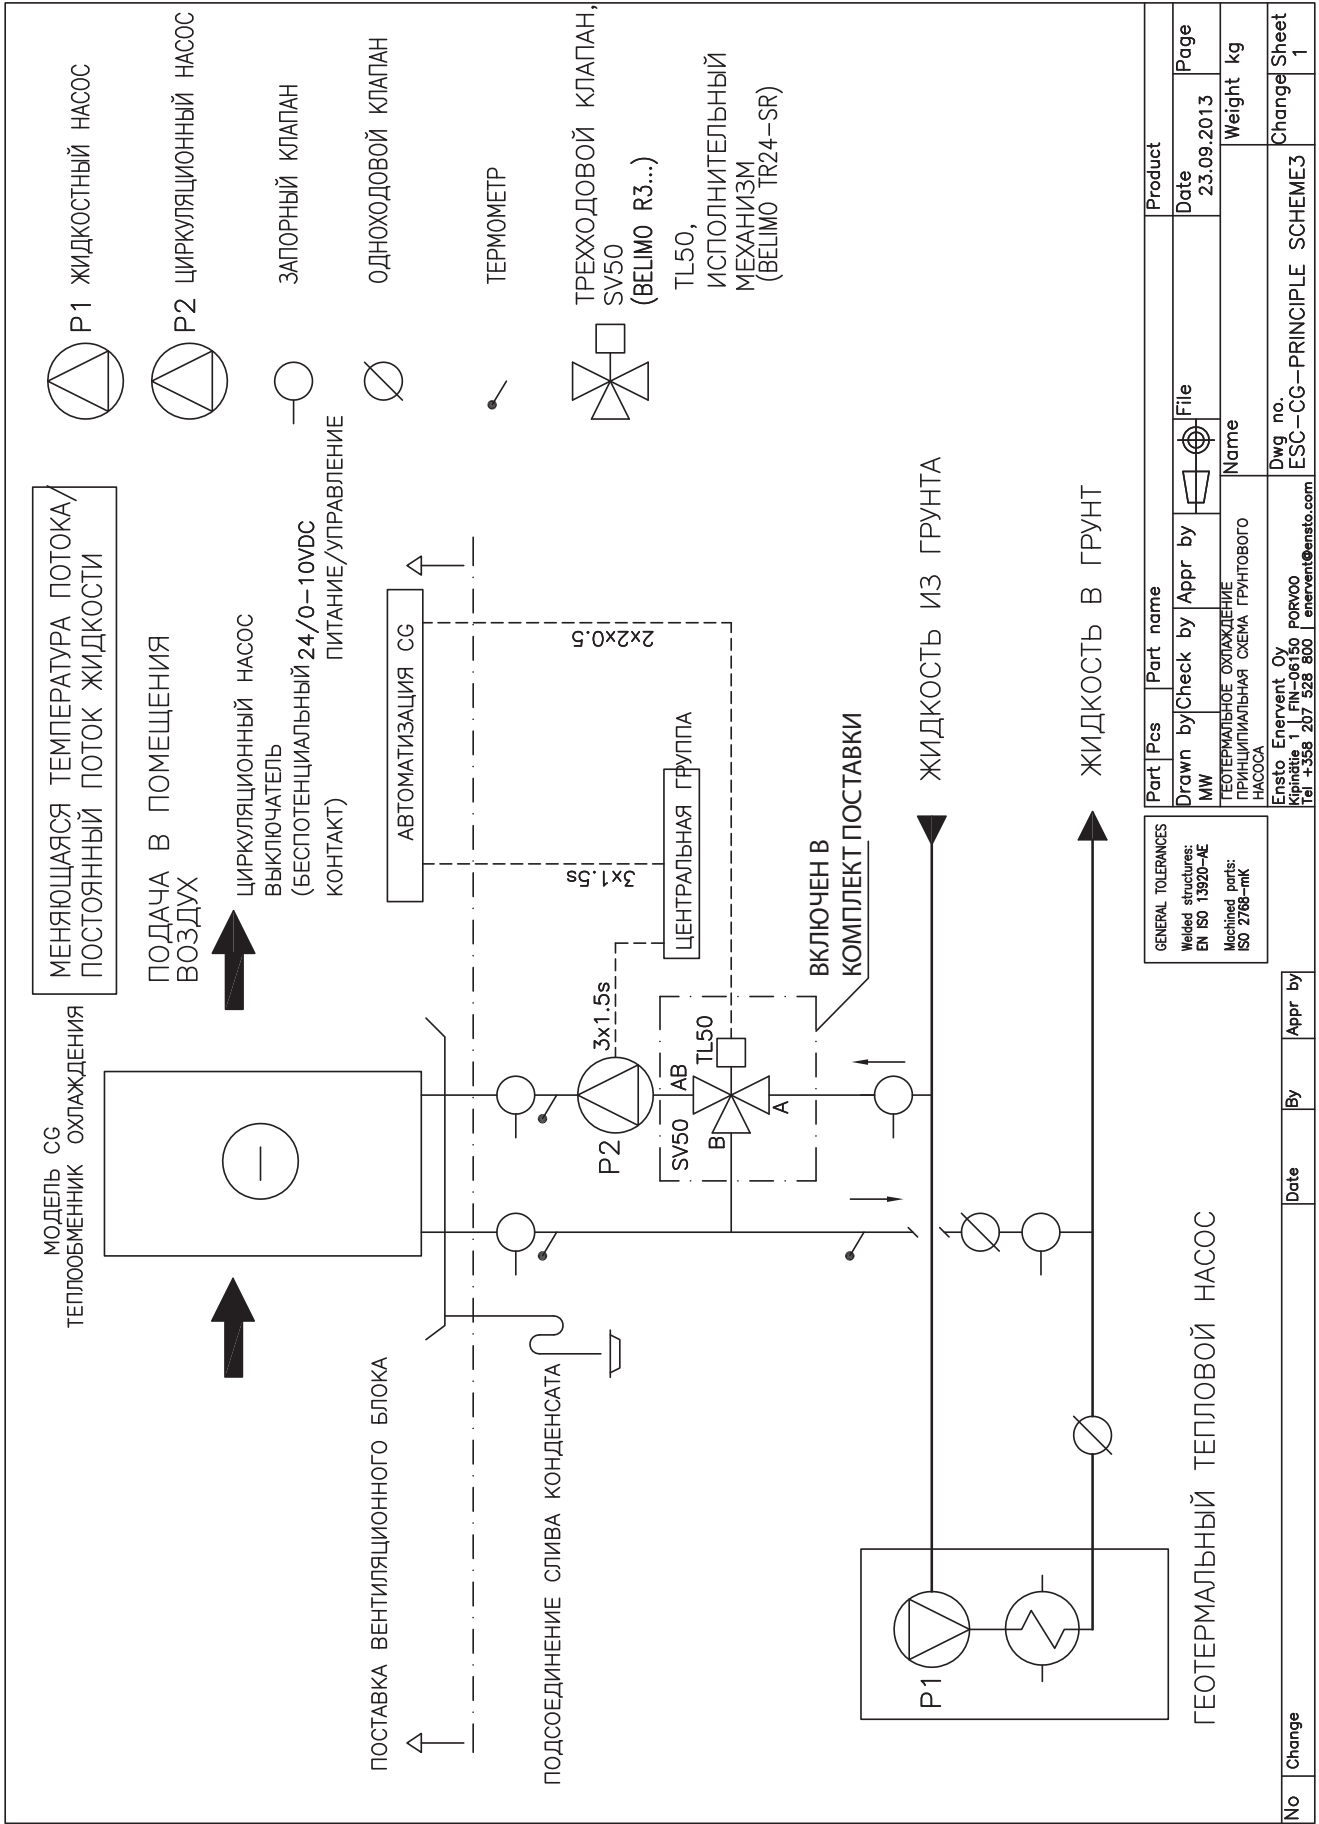 МЕНЯЮЩАЯСЯ ТЕМПЕРАТУРА ПОТОКА/
ПОСТОЯННЫЙ ПОТОК ЖИДКОСТИ
P1 ЖИДКОСТНЫЙ НАСОС
P2 ЦИРКУЛЯЦИОННЫЙ НАСОС
ЗАПОРНЫЙ КЛАПАН
ОДНОХОДОВОЙ КЛАПАН
ТЕРМОМЕТР
ТРЕХХОДОВОЙ КЛАПАН,
SV50
(BELIMO R3...)
TL50,
ИСПОЛНИТЕЛЬНЫЙ
МЕХАНИЗМ
(BELIMO TR24-SR)
МОДЕЛЬ CG
ТЕПЛООБМЕННИК ОХЛАЖДЕНИЯ
ПОДАЧА В ПОМЕЩЕНИЯ
ВОЗДУХ
ЦИРКУЛЯЦИОННЫЙ НАСОС
ВЫКЛЮЧАТЕЛЬ
(БЕСПОТЕНЦИАЛЬНЫЙ
КОНТАКТ)
24/0-10VDC
ПИТАНИЕ/УПРАВЛЕНИЕ
АВТОМАТИЗАЦИЯ CG
2x2x0.5
3x1.5s
ЦЕНТРАЛЬНАЯ ГРУППА
3x1.5s
P2
AB
TL50
SV50
B
A
ВКЛЮЧЕН В
КОМПЛЕКТ ПОСТАВКИ
ПОСТАВКА ВЕНТИЛЯЦИОННОГО БЛОКА
ПОДСОЕДИНЕНИЕ СЛИВА КОНДЕНСАТА
ЖИДКОСТЬ ИЗ ГРУНТА
ЖИДКОСТЬ В ГРУНТ
P1
ГЕОТЕРМАЛЬНЫЙ ТЕПЛОВОЙ НАСОС
GENERAL TOLERANCES
Welded structures:
EN ISO 13920-AE
Machined parts:
ISO 2768-mK
Part Pcs Part name Product
Drawn by Check by Appr by File Date Page
MW 23.09.2013
ГЕОТЕРМАЛЬНОЕ ОХЛАЖДЕНИЕ
ПРИНЦИПИАЛЬНАЯ СХЕМА ГРУНТОВОГО
НАСОСА
Name Weight kg
Ensto Enervent Oy
Kipinätie 1 | FIN-06150 PORVOO
Tel +358 207 528 800 | enervent@ensto.com
Dwg no. Change Sheet
ESC-CG-PRINCIPLE SCHEME3 1
No Change Date By Appr by